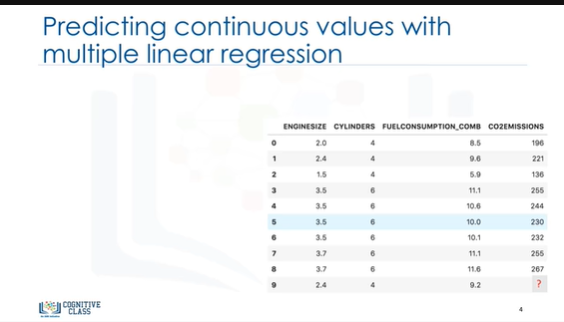 Predicting continuous values with
multiple linear regression
ENGINESIZE CYLINDERS FUELCONSUMPTION_COMB CO2EMISSIONS
0 2.0 4 8.5 196
1 2.4 4 9.6 221
2 1.5 4 5.9 136
3 3.5 6 11.1 255
4 3.5 6 10.6 244
5 3.5 6 10.0 230
6 3.5 6 10.1 232
7 3.7 6 11.1 255
8 3.7 6 11.6 267
9 2.4 4 9.2 ?
COGNITIVE
CLASS
4